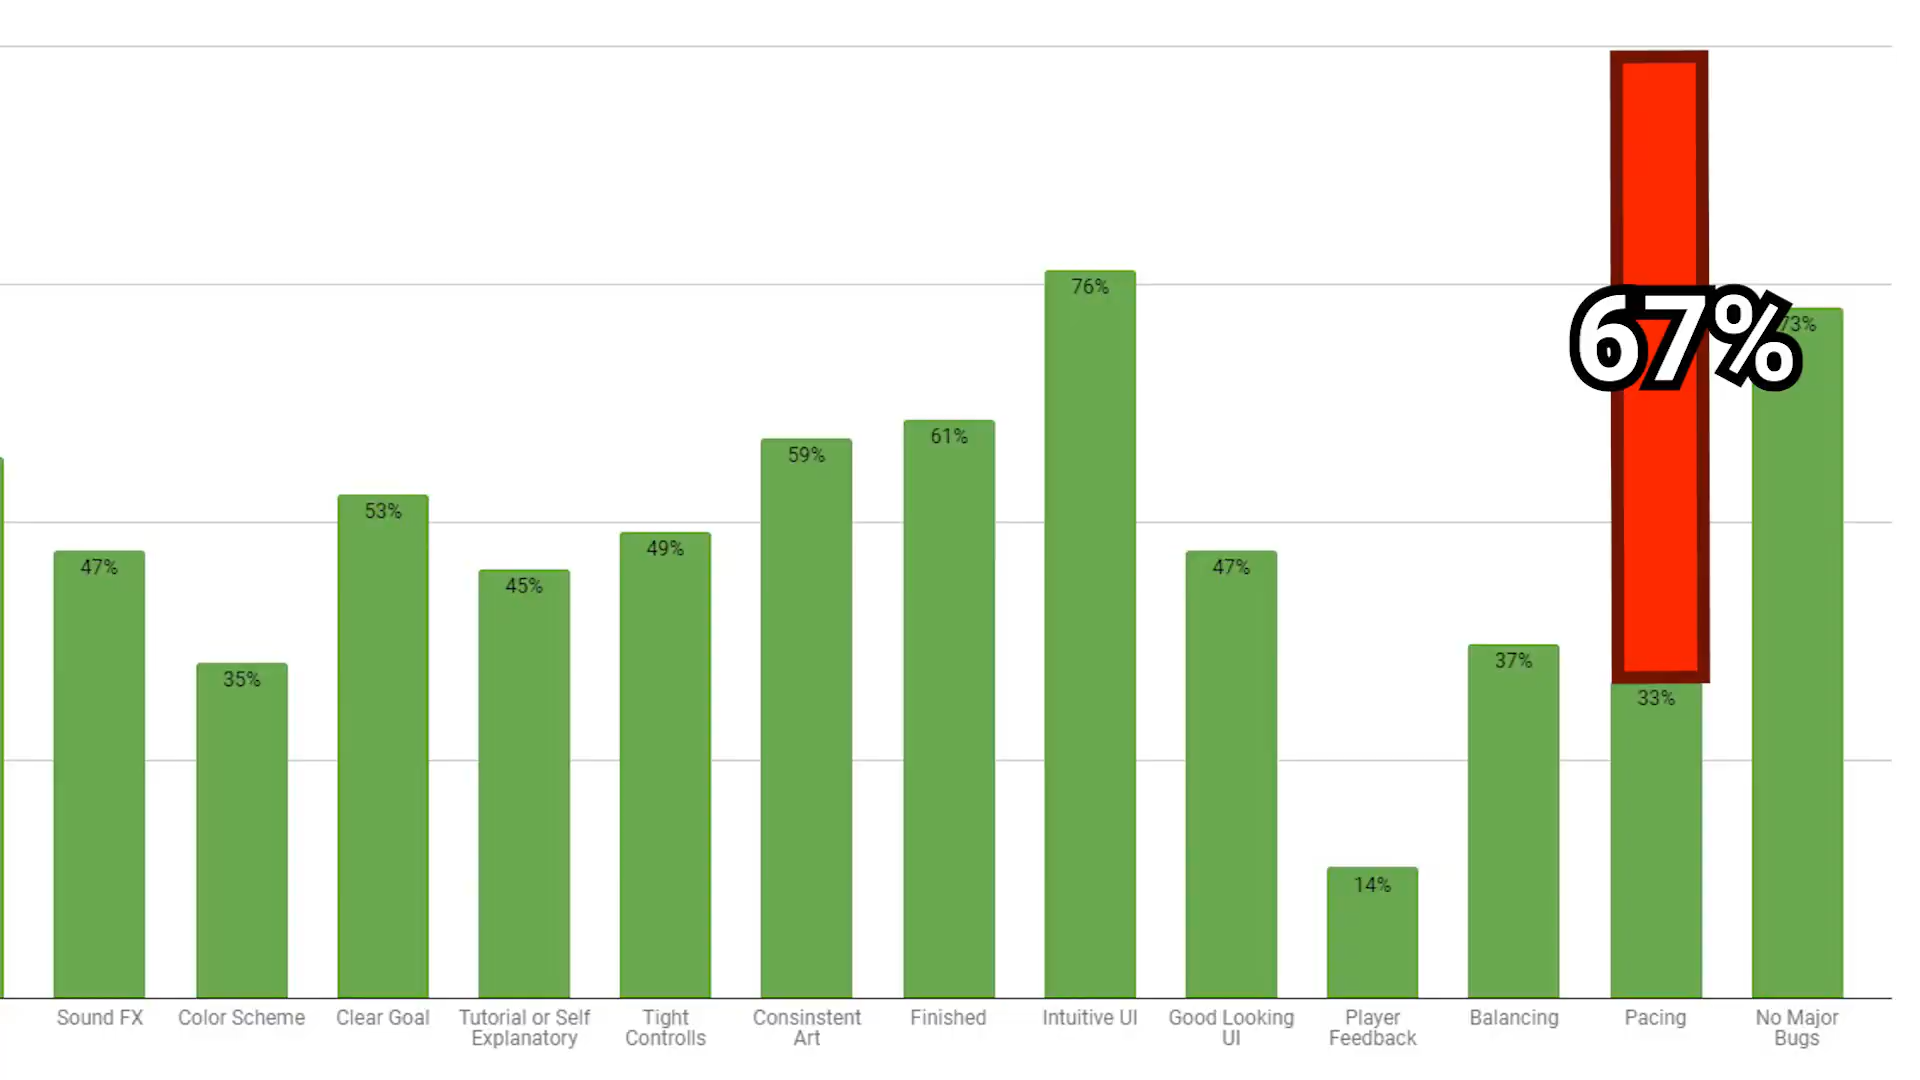 76%
67%
73%
61%
59%
53%
49%
47%
47%
45%
37%
35%
33%
14%
Sound FX
Color Scheme
Clear Goal
Tutorial or Self
Explanatory
Tight
Controlls
Consinstent
Art
Finished
Intuitive UI
Good Looking
UI
Player
Feedback
Balancing
Pacing
No Major
Bugs